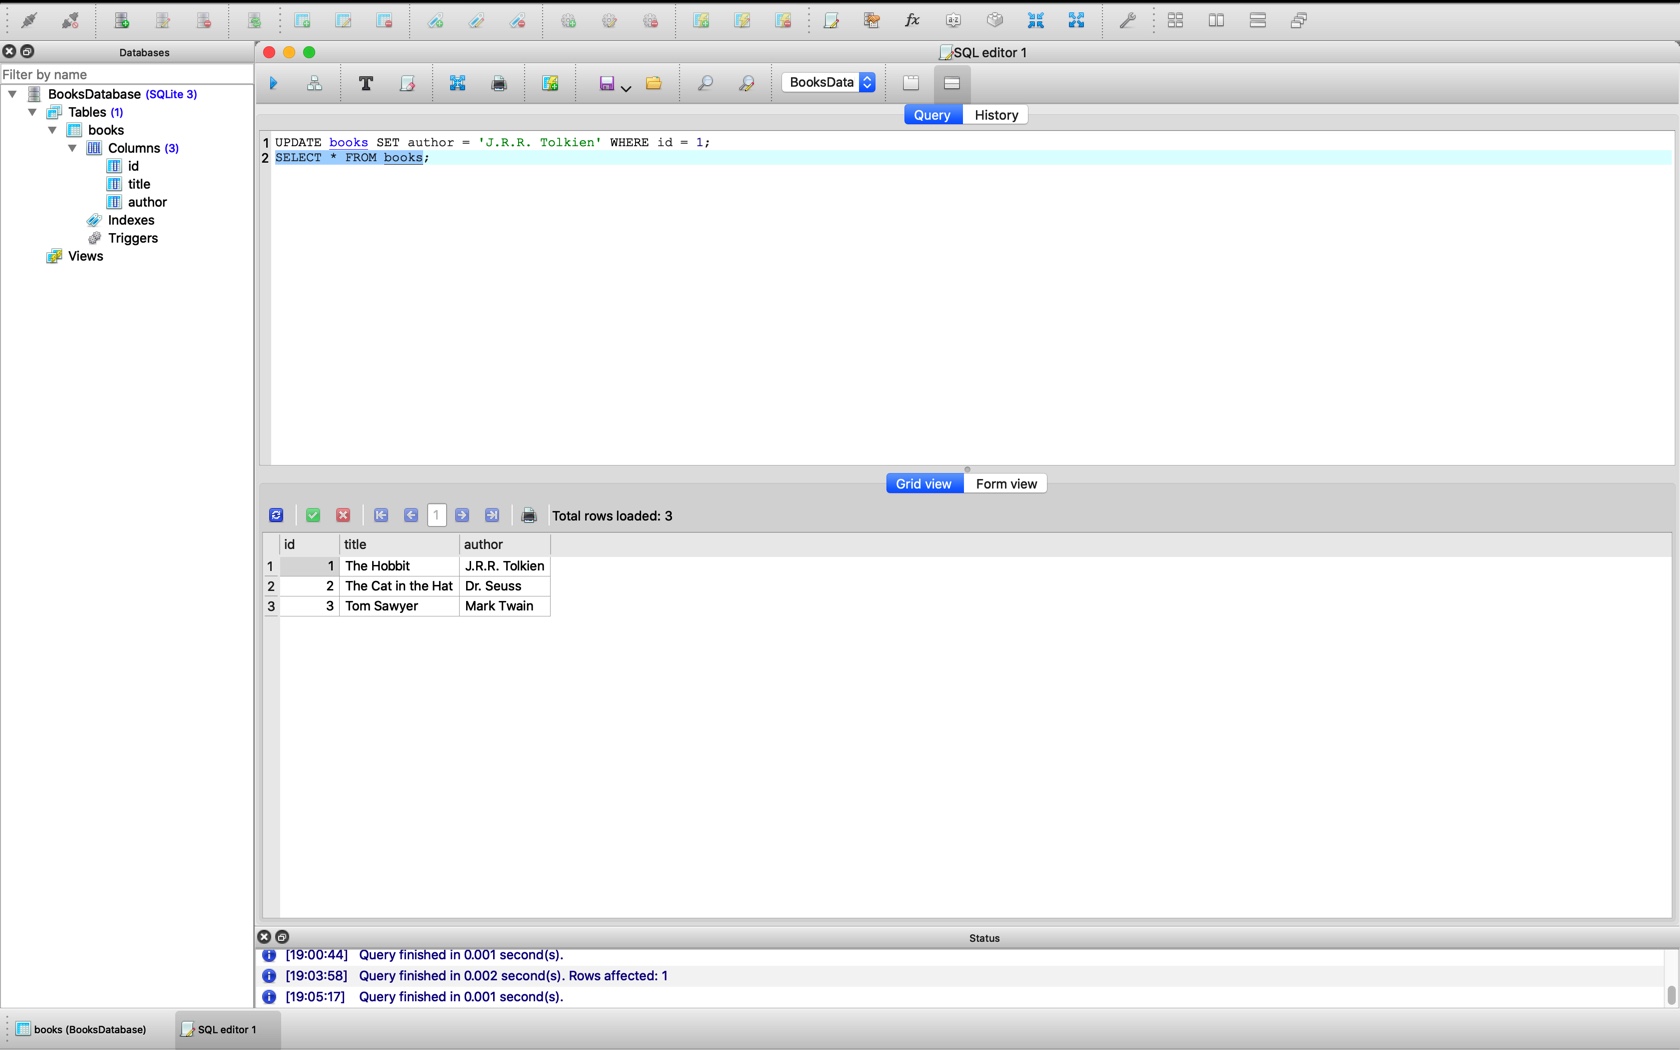 Databases
SQL editor 1
Filter by name
BooksDatabase (SQLite 3)
Tables (1)
books
Columns (3)
id
title
author
Indexes
Triggers
Views
BooksData
Query
History
1 UPDATE books SET author = 'J.R.R. Tolkien' WHERE id = 1;
2 SELECT * FROM books;
Grid view
Form view
1
Total rows loaded: 3
id title author
1 1 The Hobbit J.R.R. Tolkien
2 2 The Cat in the Hat Dr. Seuss
3 3 Tom Sawyer Mark Twain
Status
[19:00:44] Query finished in 0.001 second(s).
[19:03:58] Query finished in 0.002 second(s). Rows affected: 1
[19:05:17] Query finished in 0.001 second(s).
books (BooksDatabase)
SQL editor 1